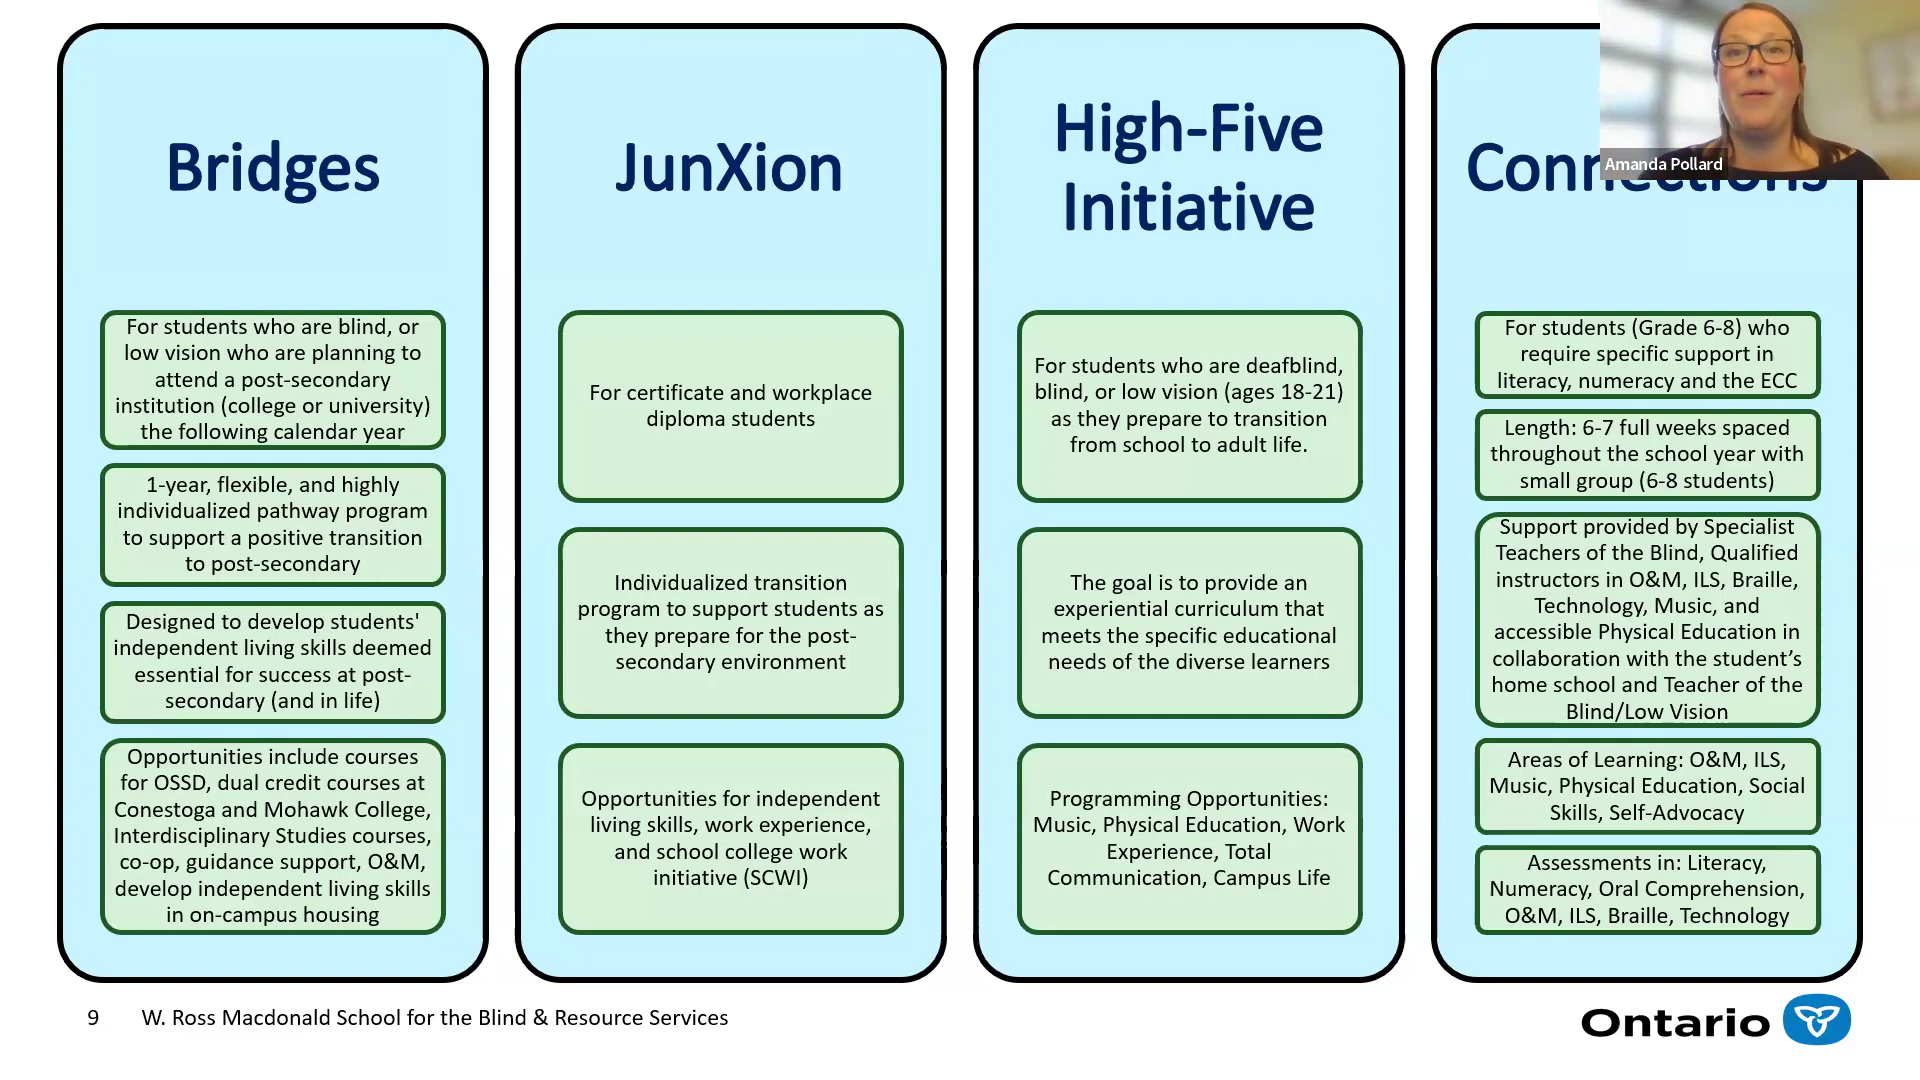 Bridges
For students who are blind, or
low vision who are planning to
attend a post-secondary
institution (college or university)
the following calendar year
1-year, flexible, and highly
individualized pathway program
to support a positive transition
to post-secondary
Designed to develop students'
independent living skills deemed
essential for success at post-
secondary (and in life)
Opportunities include courses
for OSSD, dual credit courses at
Conestoga and Mohawk College,
Interdisciplinary Studies courses,
co-op, guidance support, O&M,
develop independent living skills
in on-campus housing
JunXion
For certificate and workplace
diploma students
Individualized transition
program to support students as
they prepare for the post-
secondary environment
Opportunities for independent
living skills, work experience,
and school college work
initiative (SCWI)
High-Five
Initiative
For students who are deafblind,
blind, or low vision (ages 18-21)
as they prepare to transition
from school to adult life.
The goal is to provide an
experiential curriculum that
meets the specific educational
needs of the diverse learners
Programming Opportunities:
Music, Physical Education, Work
Experience, Total
Communication, Campus Life
Connections
Amanda Pollard
For students (Grade 6-8) who
require specific support in
literacy, numeracy and the ECC
Length: 6-7 full weeks spaced
throughout the school year with
small group (6-8 students)
Support provided by Specialist
Teachers of the Blind, Qualified
instructors in O&M, ILS, Braille,
Technology, Music, and
accessible Physical Education in
collaboration with the student’s
home school and Teacher of the
Blind/Low Vision
Areas of Learning: O&M, ILS,
Music, Physical Education, Social
Skills, Self-Advocacy
Assessments in: Literacy,
Numeracy, Oral Comprehension,
O&M, ILS, Braille, Technology
9 W. Ross Macdonald School for the Blind & Resource Services
Ontario